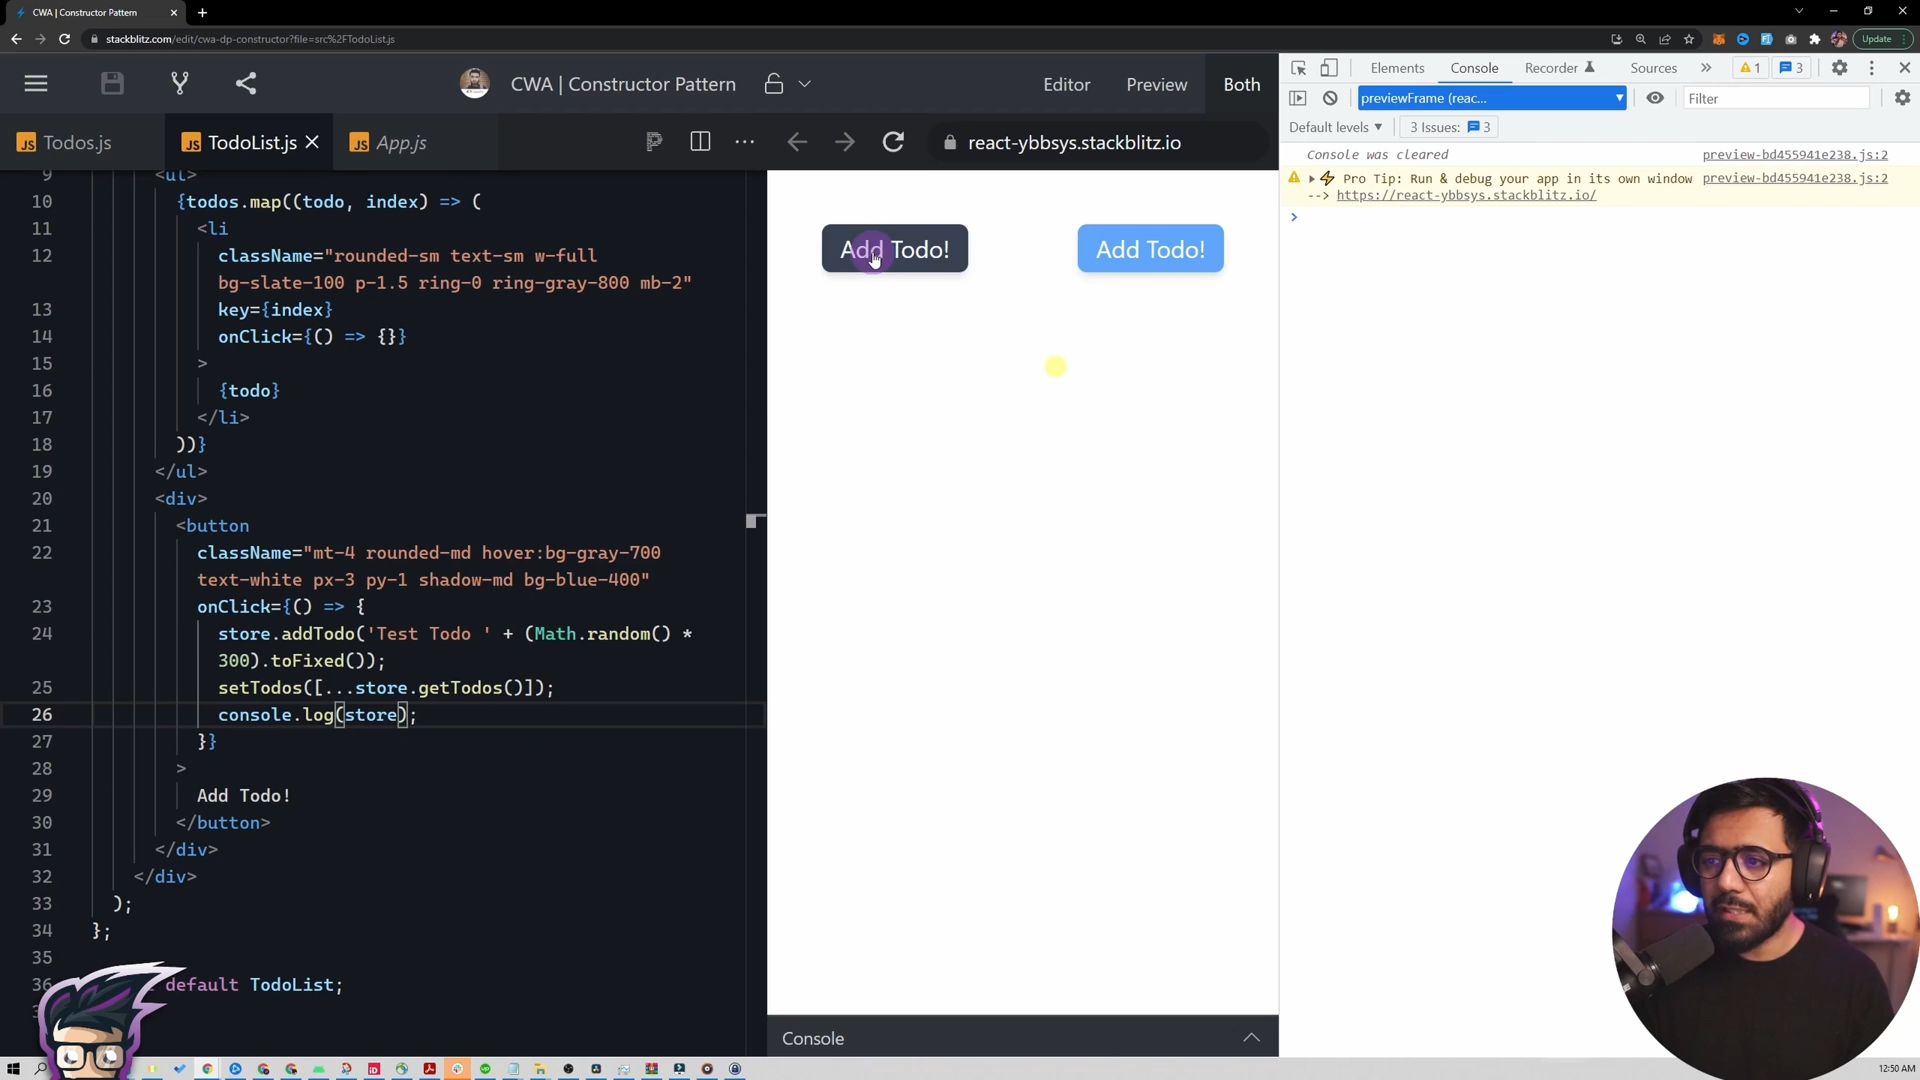 CWA | Constructor Pattern
stackblitz.com/edit/cwa-dp-constructor?file=src%2FTodoList.js
Update
CWA | Constructor Pattern
Editor
Preview
Both
JS Todos.js
JS TodoList.js
JS App.js
react-ybbsys.stackblitz.io
9 <ul>
10 {todos.map((todo, index) => (
11 <li
12 className="rounded-sm text-sm w-full
bg-slate-100 p-1.5 ring-0 ring-gray-800 mb-2"
13 key={index}
14 onClick={() => {}}
15 >
16 {todo}
17 </li>
18 ))}
19 </ul>
20 <div>
21 <button
22 className="mt-4 rounded-md hover:bg-gray-700
text-white px-3 py-1 shadow-md bg-blue-400"
23 onClick={() => {
24 store.addTodo('Test Todo ' + (Math.random() *
300).toFixed());
25 setTodos([...store.getTodos()]);
26 console.log(store);
27 }}
28 >
29 Add Todo!
30 </button>
31 </div>
32 </div>
33 );
34 };
35
36 default TodoList;
Add Todo!
Add Todo!
Console
Elements
Console
Recorder
Sources
1
3
previewFrame (reac...
Filter
Default levels
3 Issues: 3
Console was cleared preview-bd455941e238.js:2
Pro Tip: Run & debug your app in its own window preview-bd455941e238.js:2
--> https://react-ybbsys.stackblitz.io/
12:50 AM